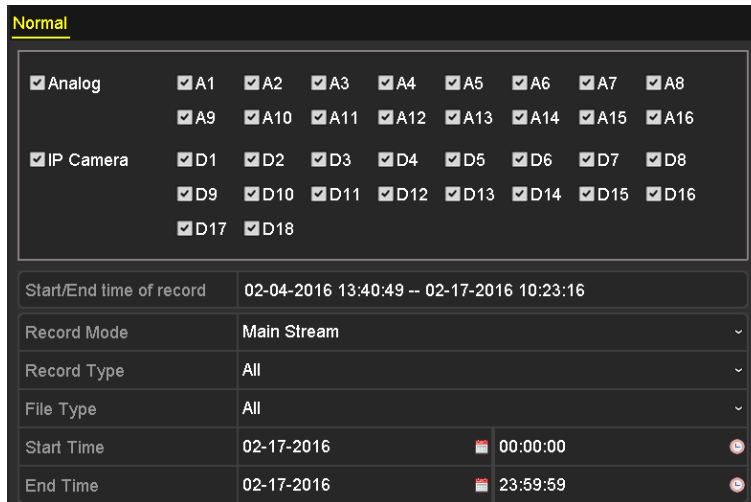 Normal
Analog A1 A2 A3 A4 A5 A6 A7 A8
A9 A10 A11 A12 A13 A14 A15 A16
IP Camera D1 D2 D3 D4 D5 D6 D7 D8
D9 D10 D11 D12 D13 D14 D15 D16
D17 D18
Start/End time of record 02-04-2016 13:40:49 -- 02-17-2016 10:23:16
Record Mode Main Stream
Record Type All
File Type All
Start Time 02-17-2016 00:00:00
End Time 02-17-2016 23:59:59